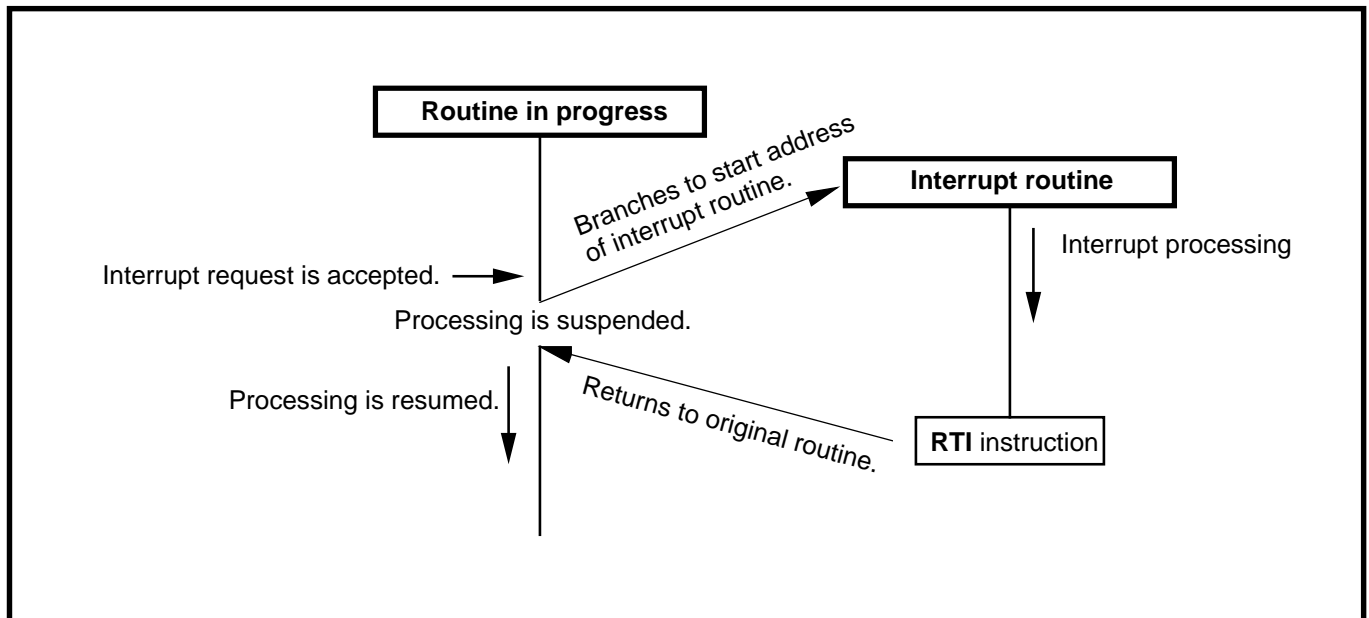 Routine in progress
Branches to start address
of interrupt routine.
Interrupt routine
Interrupt request is accepted.
Interrupt processing
Processing is suspended.
Processing is resumed.
Returns to original routine.
RTI instruction